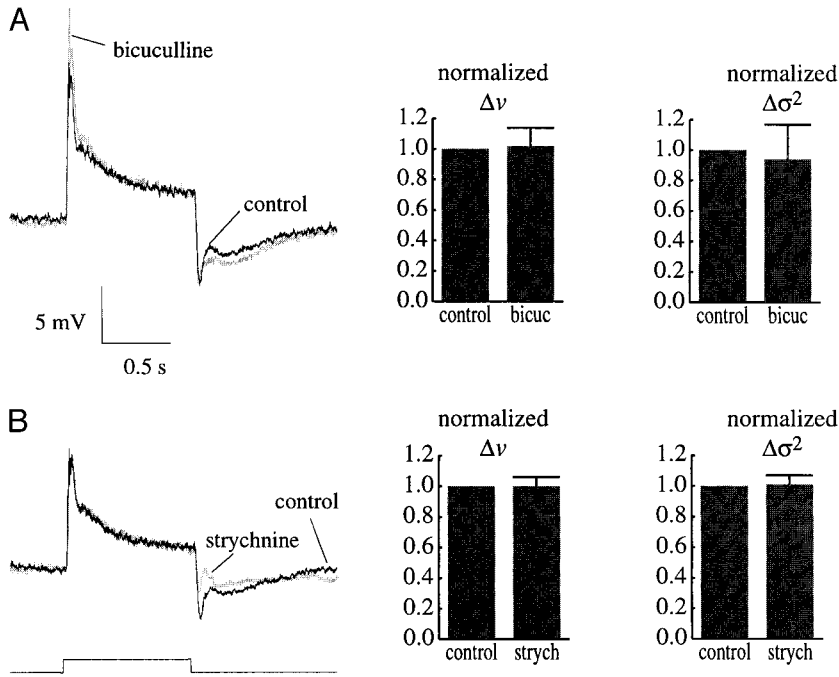 A
bicuculline
control
5 mV
0.5 s
normalized
Δv
1.2
1.0
0.8
0.6
0.4
0.2
0.0
control bicuc
normalized
Δσ²
1.2
1.0
0.8
0.6
0.4
0.2
0.0
control bicuc
B
control
strychnine
normalized
Δv
1.2
1.0
0.8
0.6
0.4
0.2
0.0
control strych
normalized
Δσ²
1.2
1.0
0.8
0.6
0.4
0.2
0.0
control strych